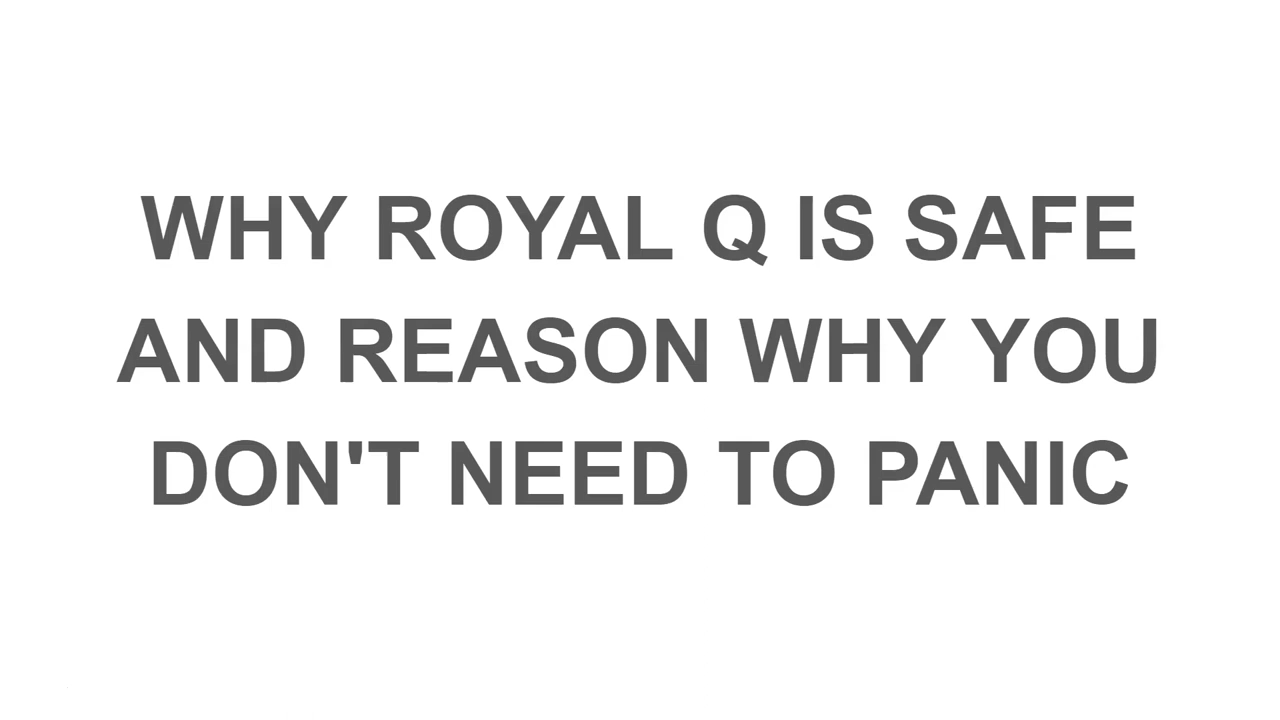 WHY ROYAL Q IS SAFE
AND REASON WHY YOU
DON'T NEED TO PANIC